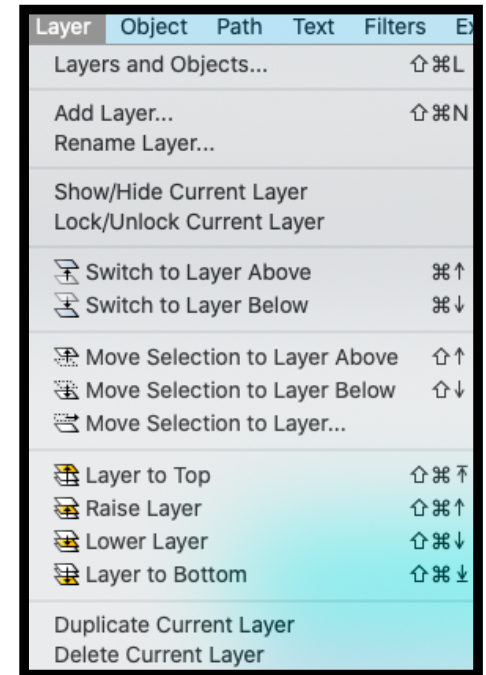 Layer Object Path Text Filters Ex
Layers and Objects... ⇧⌘L
Add Layer... ⇧⌘N
Rename Layer...
Show/Hide Current Layer
Lock/Unlock Current Layer
Switch to Layer Above ⌘↑
Switch to Layer Below ⌘↓
Move Selection to Layer Above ⇧↑
Move Selection to Layer Below ⇧↓
Move Selection to Layer...
Layer to Top ⇧⌘⤒
Raise Layer ⇧⌘↑
Lower Layer ⇧⌘↓
Layer to Bottom ⇧⌘⤓
Duplicate Current Layer
Delete Current Layer